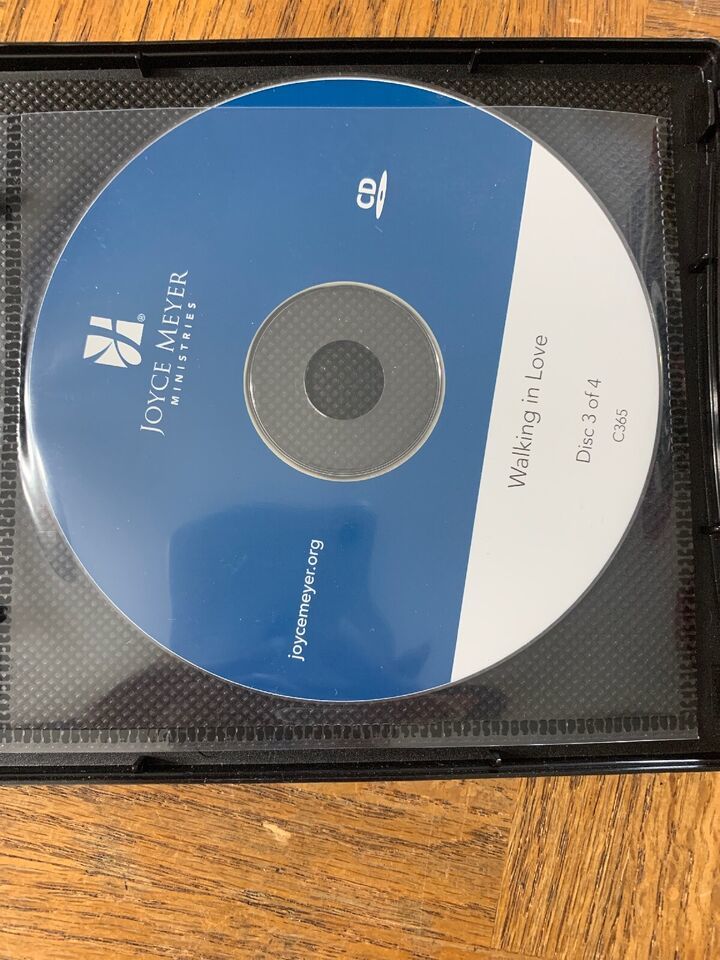 JOYCE MEYER
MINISTRIES®
CD
joycemeyer.org
Walking in Love
Disc 3 of 4
C365